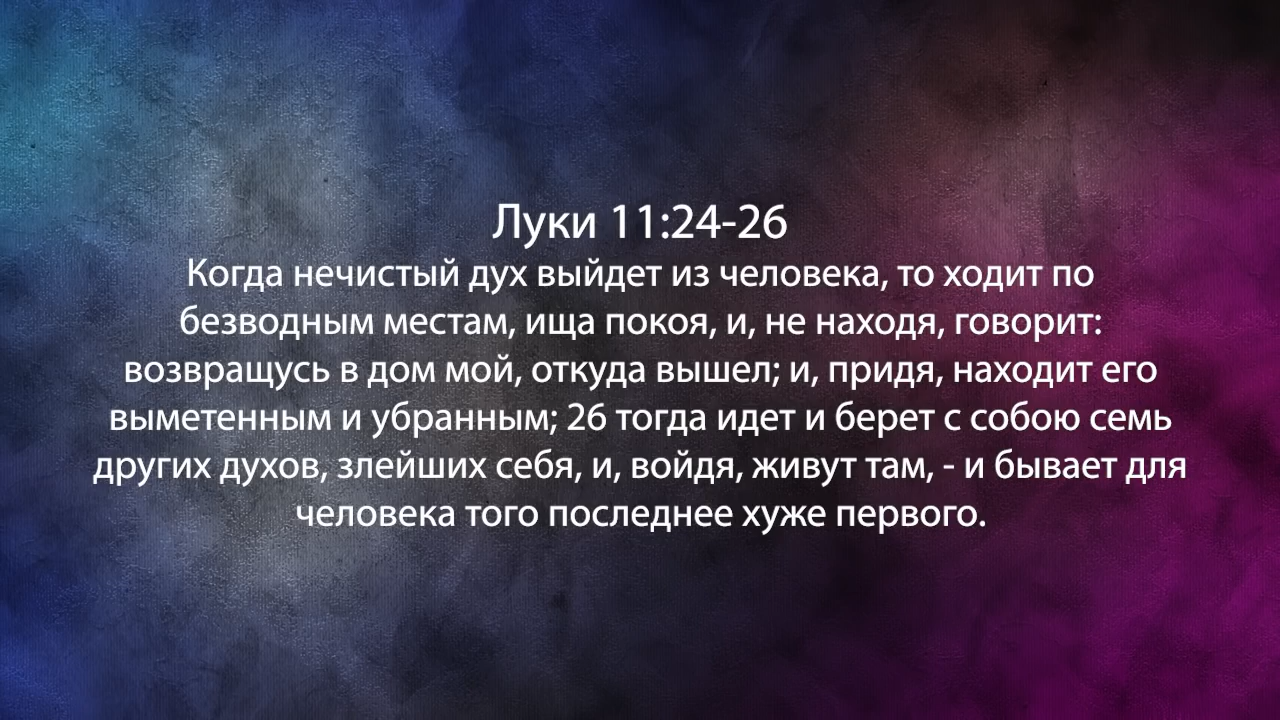 Луки 11:24-26
Когда нечистый дух выйдет из человека, то ходит по
безводным местам, ища покоя, и, не находя, говорит:
возвращусь в дом мой, откуда вышел; и, придя, находит его
выметенным и убранным; 26 тогда идет и берет с собою семь
других духов, злейших себя, и, войдя, живут там, - и бывает для
человека того последнее хуже первого.